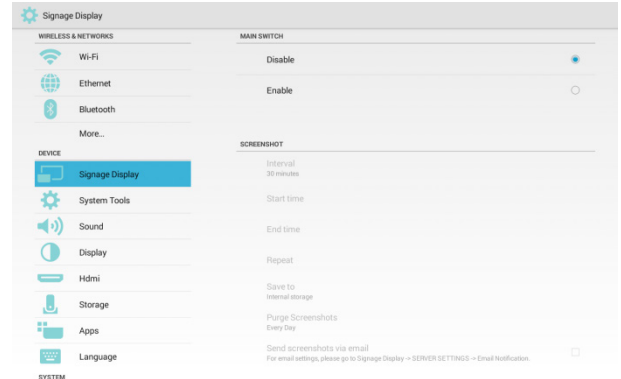 Signage Display
WIRELESS & NETWORKS
Wi-Fi
Ethernet
Bluetooth
More...
DEVICE
Signage Display
System Tools
Sound
Display
Hdmi
Storage
Apps
Language
SYSTEM
MAIN SWITCH
Disable
Enable
SCREENSHOT
Interval
30 minutes
Start time
End time
Repeat
Save to
Internal storage
Purge Screenshots
Every Day
Send screenshots via email
For email settings, please go to Signage Display -> SERVER SETTINGS -> Email Notification.